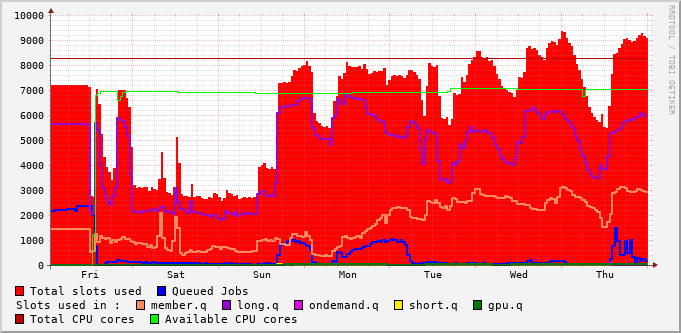 10000
9000
8000
7000
6000
5000
4000
3000
2000
1000
0
Fri Sat Sun Mon Tue Wed Thu
RRDTOOL / TOBI OETIKER
Total slots used Queued Jobs
Slots used in : member.q long.q ondemand.q short.q gpu.q
Total CPU cores Available CPU cores